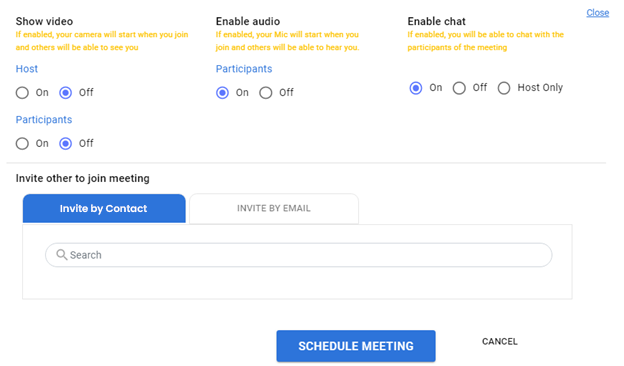 Close
Show video
If enabled, your camera will start when you join
and others will be able to see you
Host
On Off
Participants
On Off
Enable audio
If enabled, your Mic will start when you
join and others will be able to hear you.
Participants
On Off
Enable chat
If enabled, you will be able to chat with the
participants of the meeting
On Off Host Only
Invite other to join meeting
Invite by Contact
INVITE BY EMAIL
Search
SCHEDULE MEETING
CANCEL